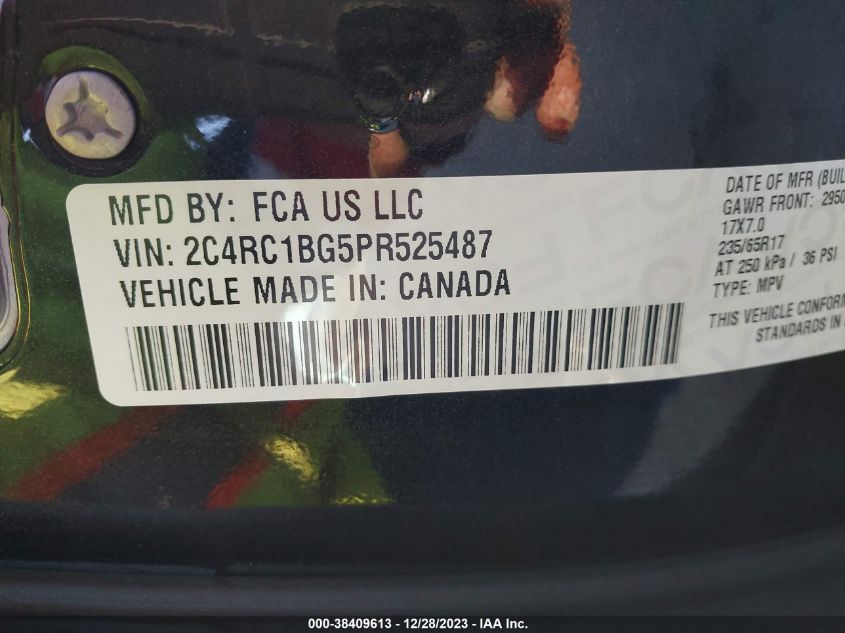 MFD BY: FCA US LLC
VIN: 2C4RC1BG5PR525487
VEHICLE MADE IN: CANADA
DATE OF MFR (BUIL
GAWR FRONT: 2950
17X7.0
235/65R17
AT 250 kPa / 36 PSI
TYPE: MPV
THIS VEHICLE CONFORM
STANDARDS IN
000-38409613 - 12/28/2023 - IAA Inc.